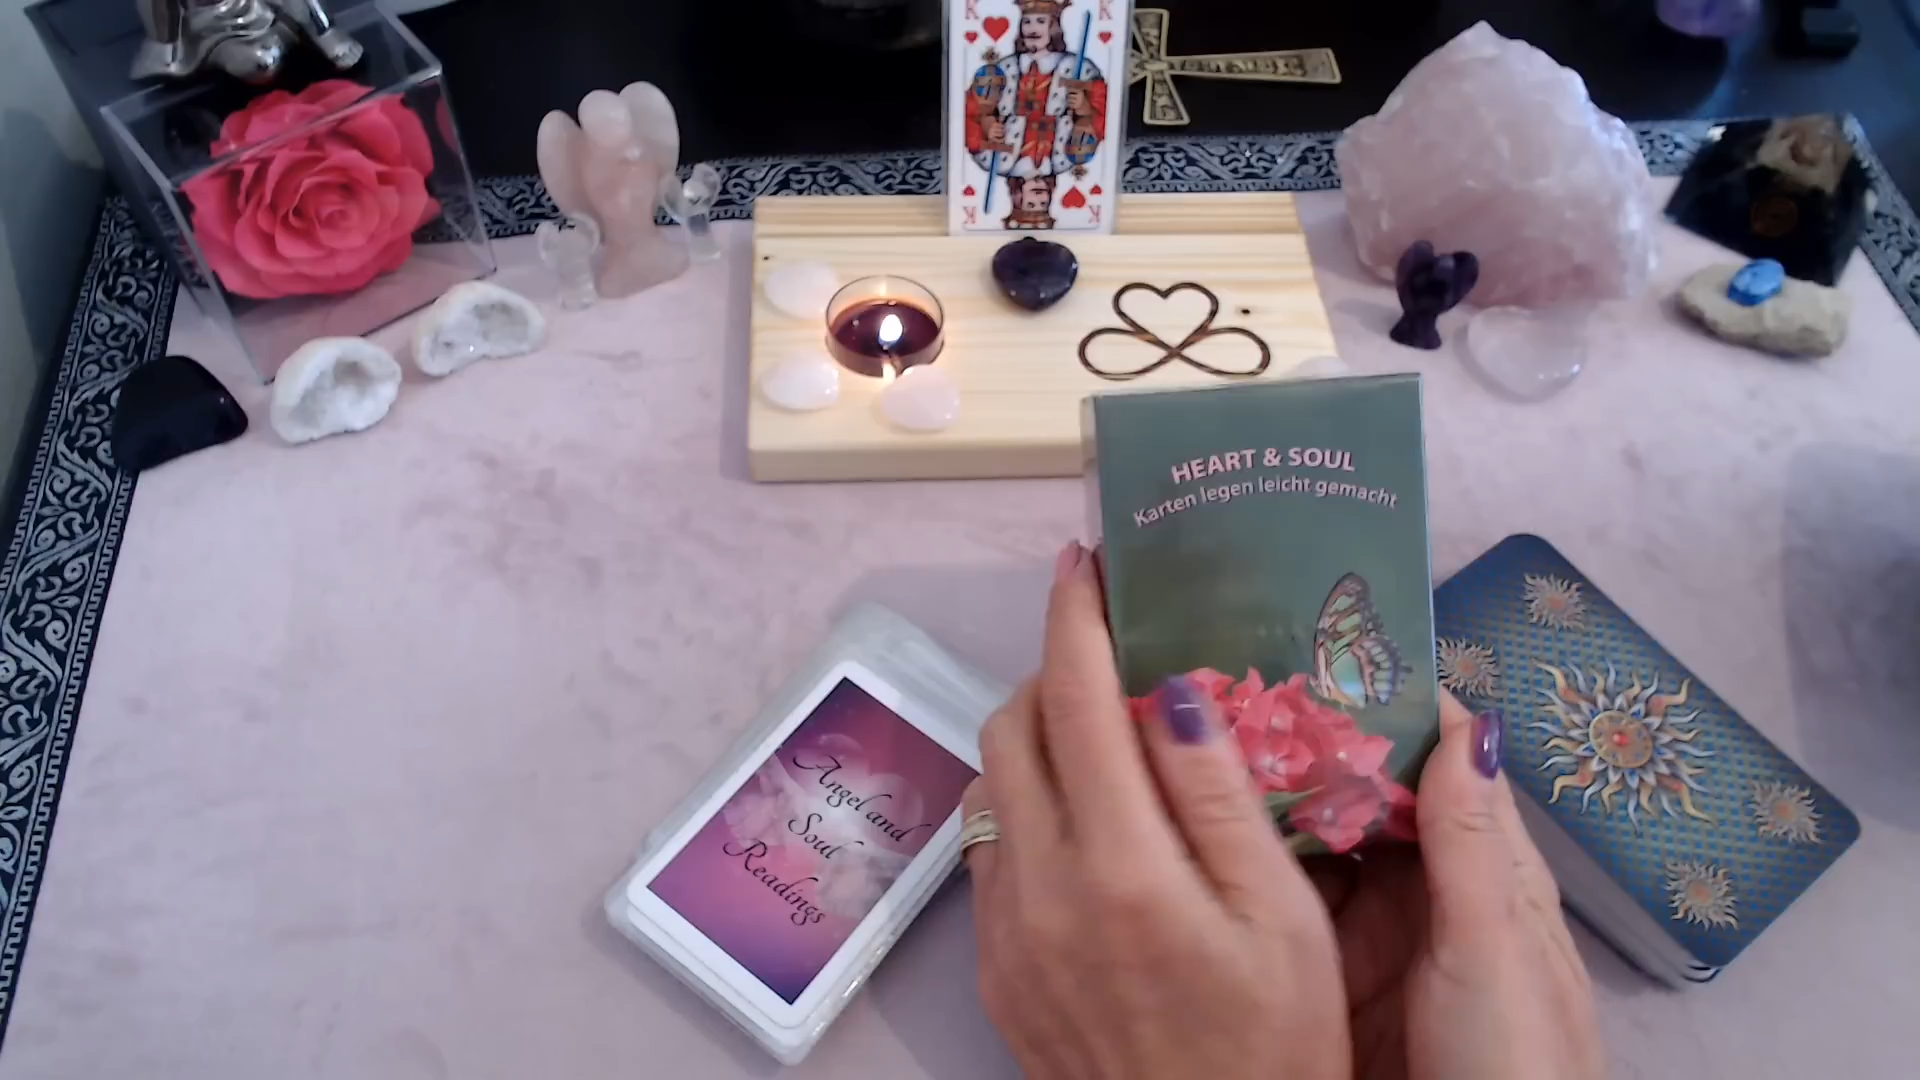 K
K
K
K
HEART & SOUL
Karten legen leicht gemacht
Angel and
Soul
Readings